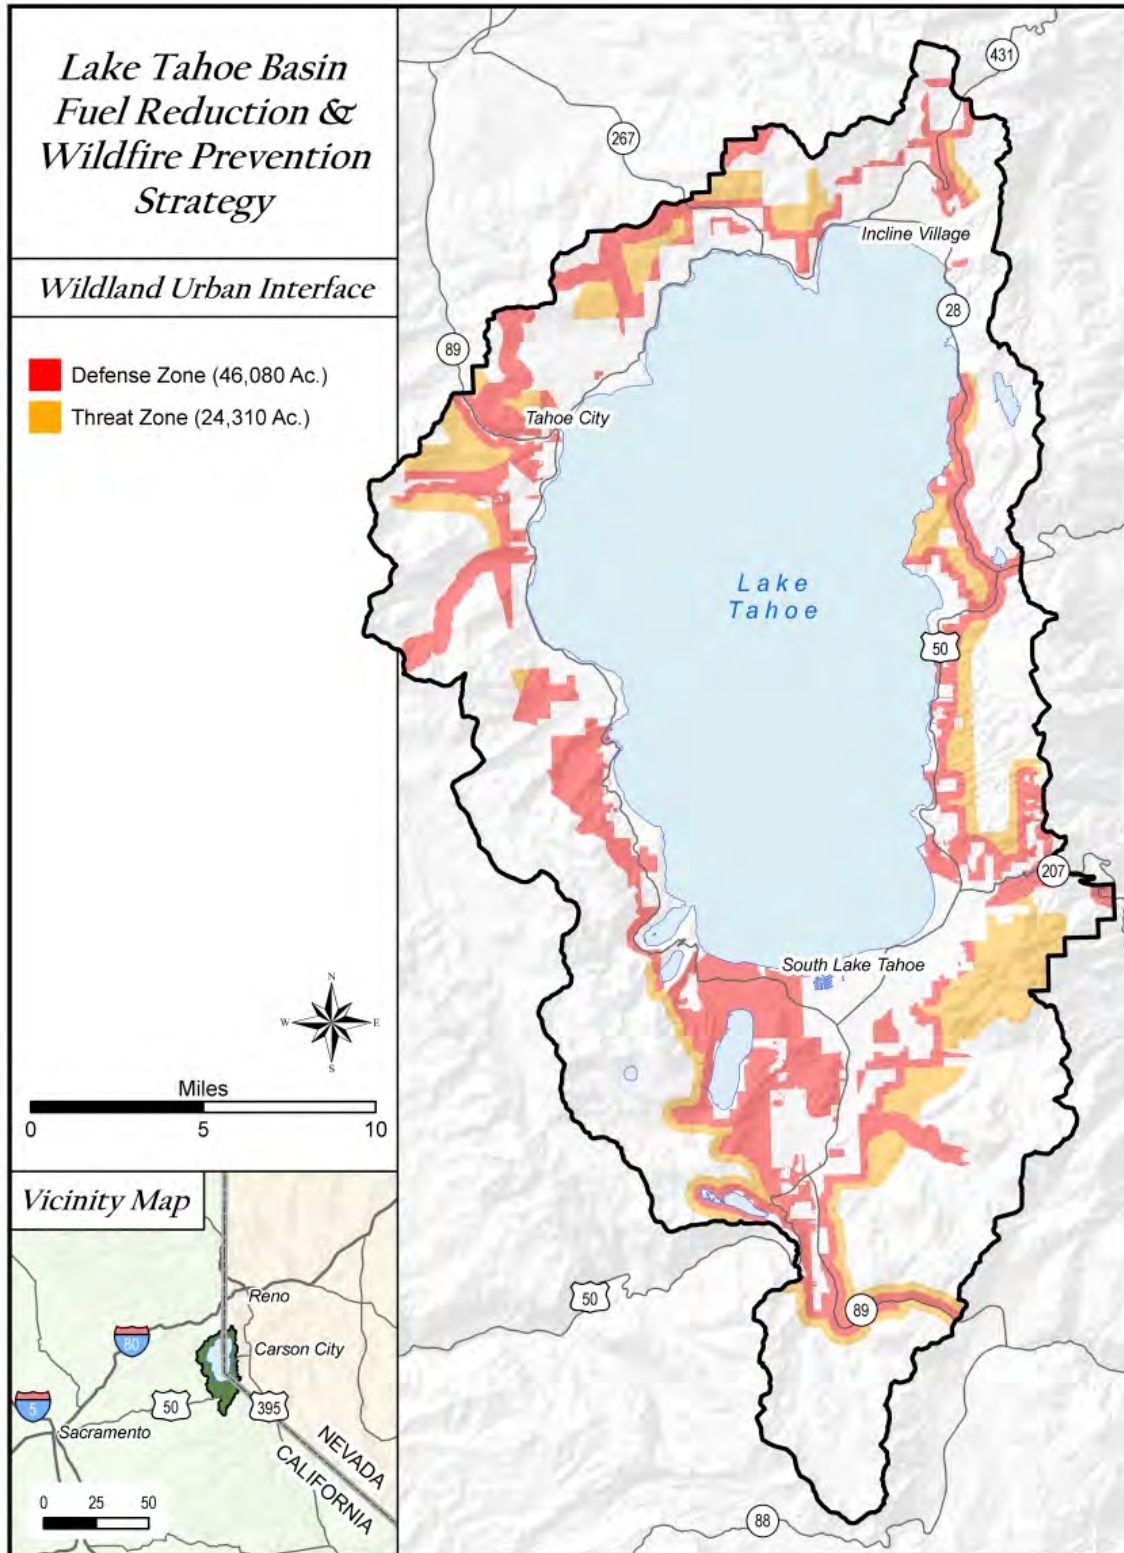 Lake Tahoe Basin
Fuel Reduction &
Wildfire Prevention
Strategy
Wildland Urban Interface
Defense Zone (46,080 Ac.)
Threat Zone (24,310 Ac.)
N
W E
S
Miles
0 5 10
Vicinity Map
Reno
80
Carson City
5
50
395
Sacramento
NEVADA
CALIFORNIA
0 25 50
431
267
Incline Village
28
89
Tahoe City
Lake
Tahoe
50
207
South Lake Tahoe
50
89
88